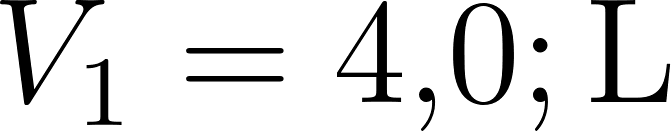 V₁ = 4,0; L